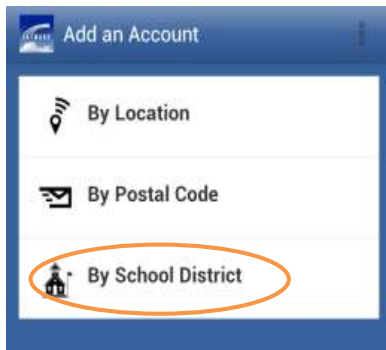 Add an Account
By Location
By Postal Code
By School District